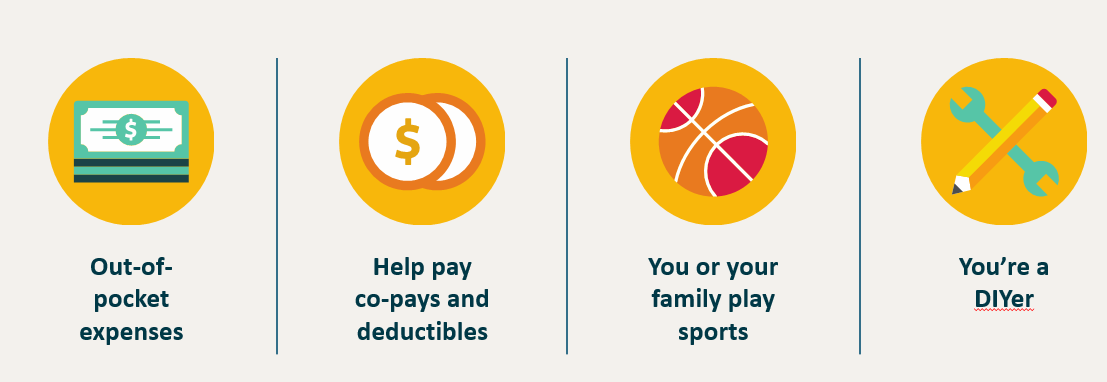 $
$
Out-of-
pocket
expenses
Help pay
co-pays and
deductibles
You or your
family play
sports
You’re a
DIYer